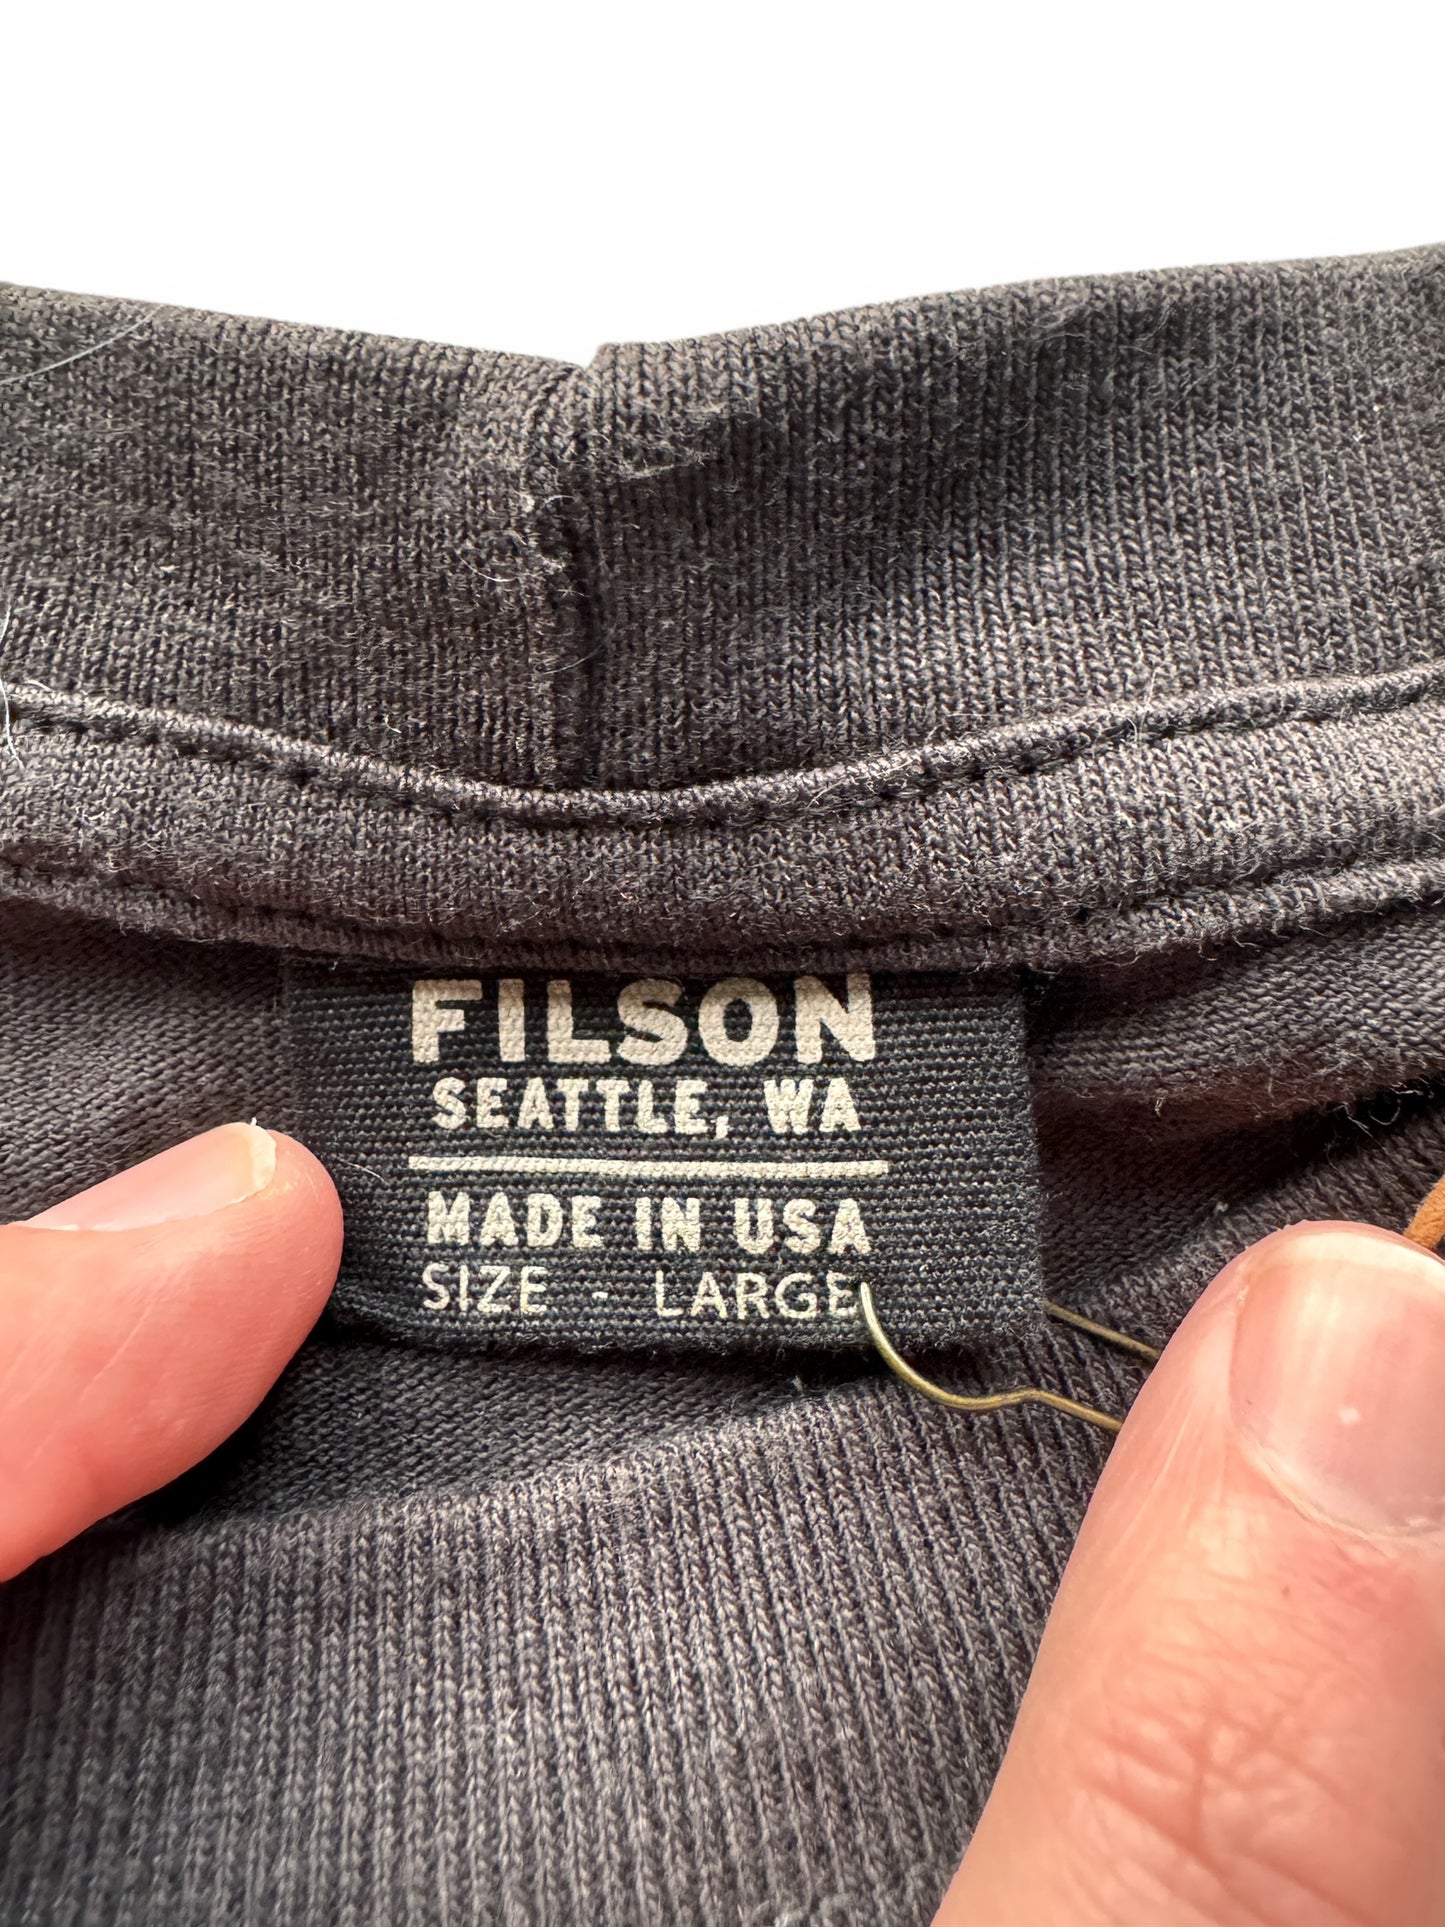 FILSON
SEATTLE, WA
MADE IN USA
SIZE - LARGE